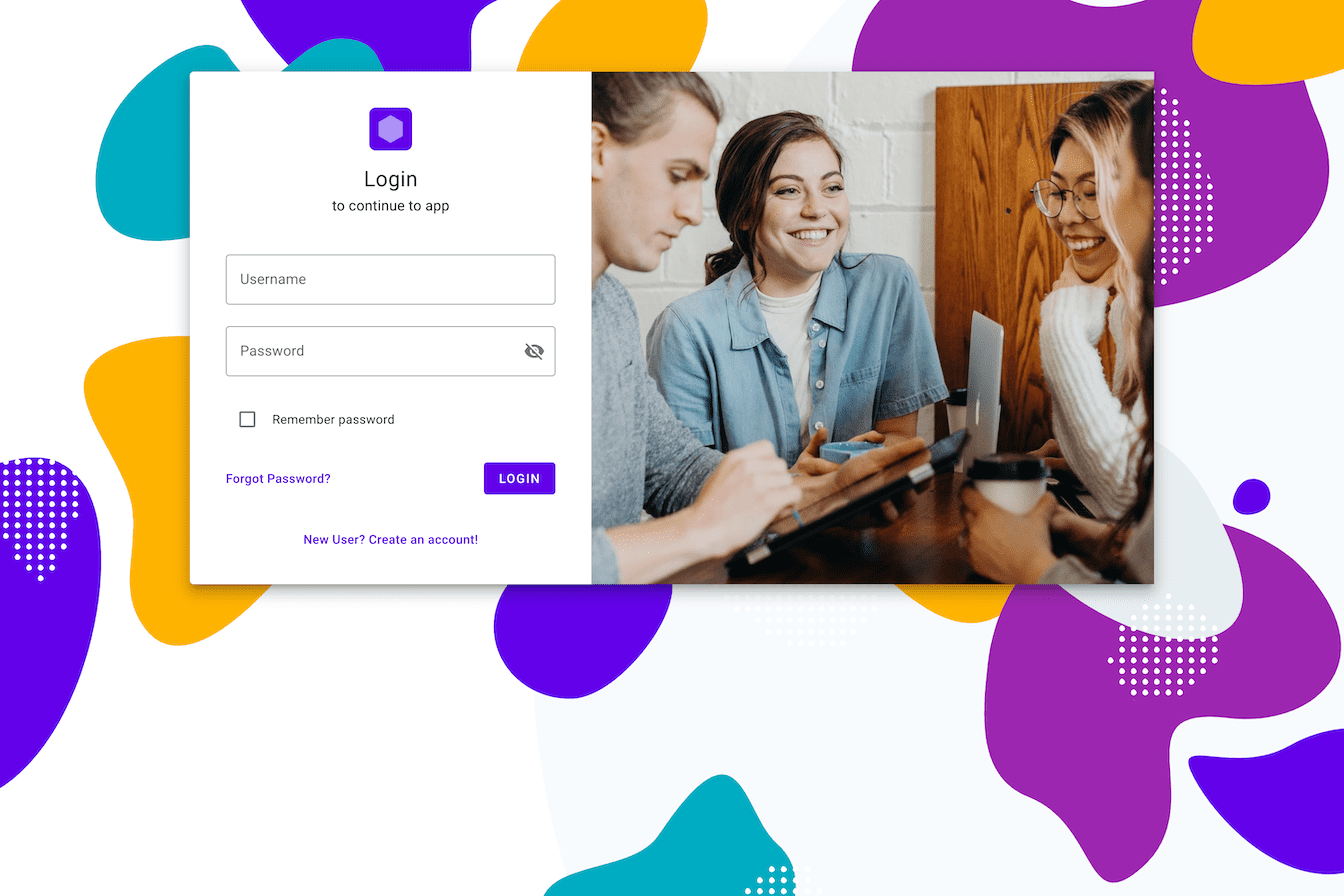 Login
to continue to app
Username
Password
Remember password
Forgot Password?
LOGIN
New User? Create an account!